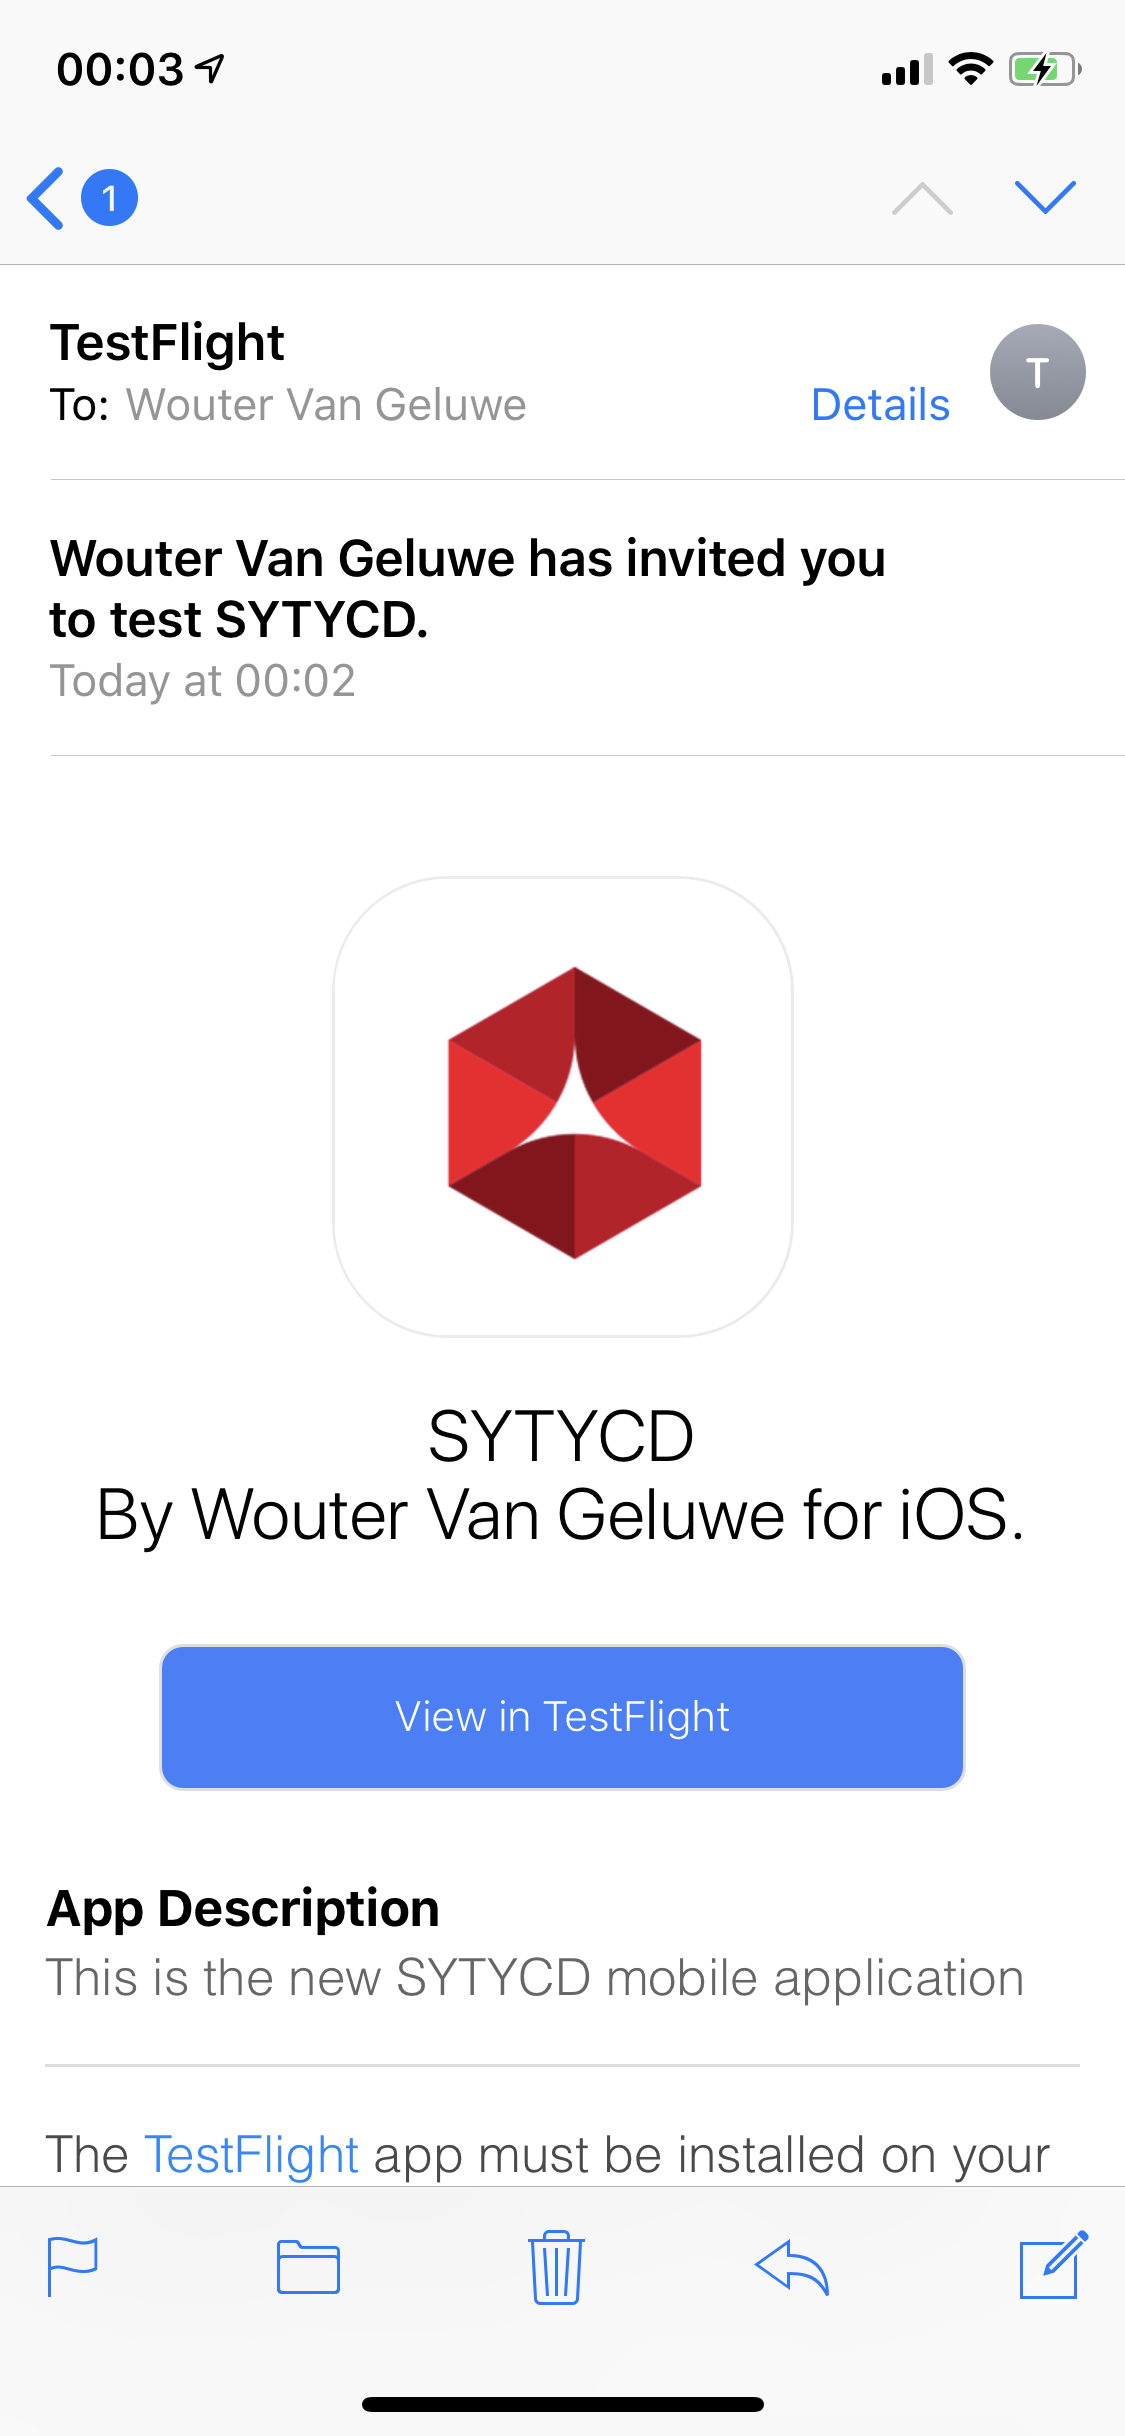 00:03
1
TestFlight
T
To: Wouter Van Geluwe
Details
Wouter Van Geluwe has invited you
to test SYTYCD.
Today at 00:02
SYTYCD
By Wouter Van Geluwe for iOS.
View in TestFlight
App Description
This is the new SYTYCD mobile application
The TestFlight app must be installed on your